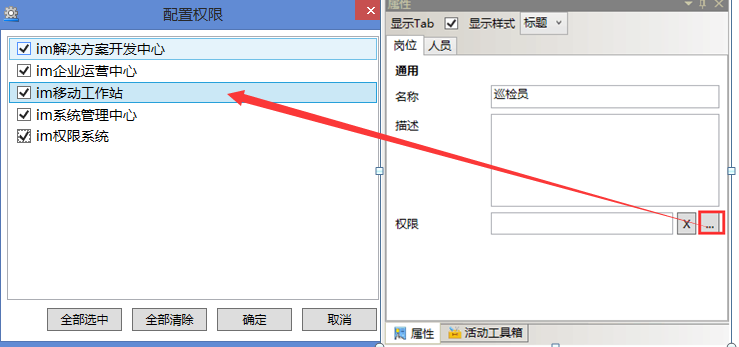 配置权限
im解决方案开发中心
im企业运营中心
im移动工作站
im系统管理中心
im权限系统
全部选中 全部清除 确定 取消
属性
显示Tab 显示样式 标题
岗位 人员
通用
名称 巡检员
描述
权限 X ...
属性 活动工具箱